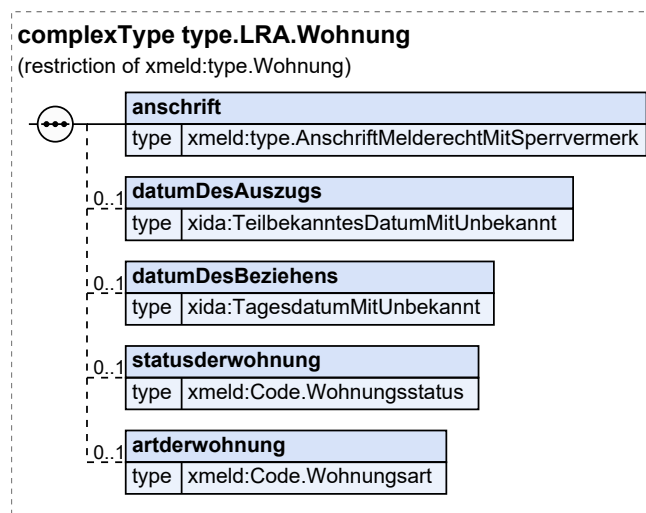 complexType type.LRA.Wohnung
(restriction of xmeld:type.Wohnung)
anschrift
type xmeld:type.AnschriftMelderechtMitSperrvermerk
0..1 datumDesAuszugs
type xida:TeilbekanntesDatumMitUnbekannt
0..1 datumDesBeziehens
type xida:TagesdatumMitUnbekannt
0..1 statusderwohnung
type xmeld:Code.Wohnungsstatus
0..1 artderwohnung
type xmeld:Code.Wohnungsart